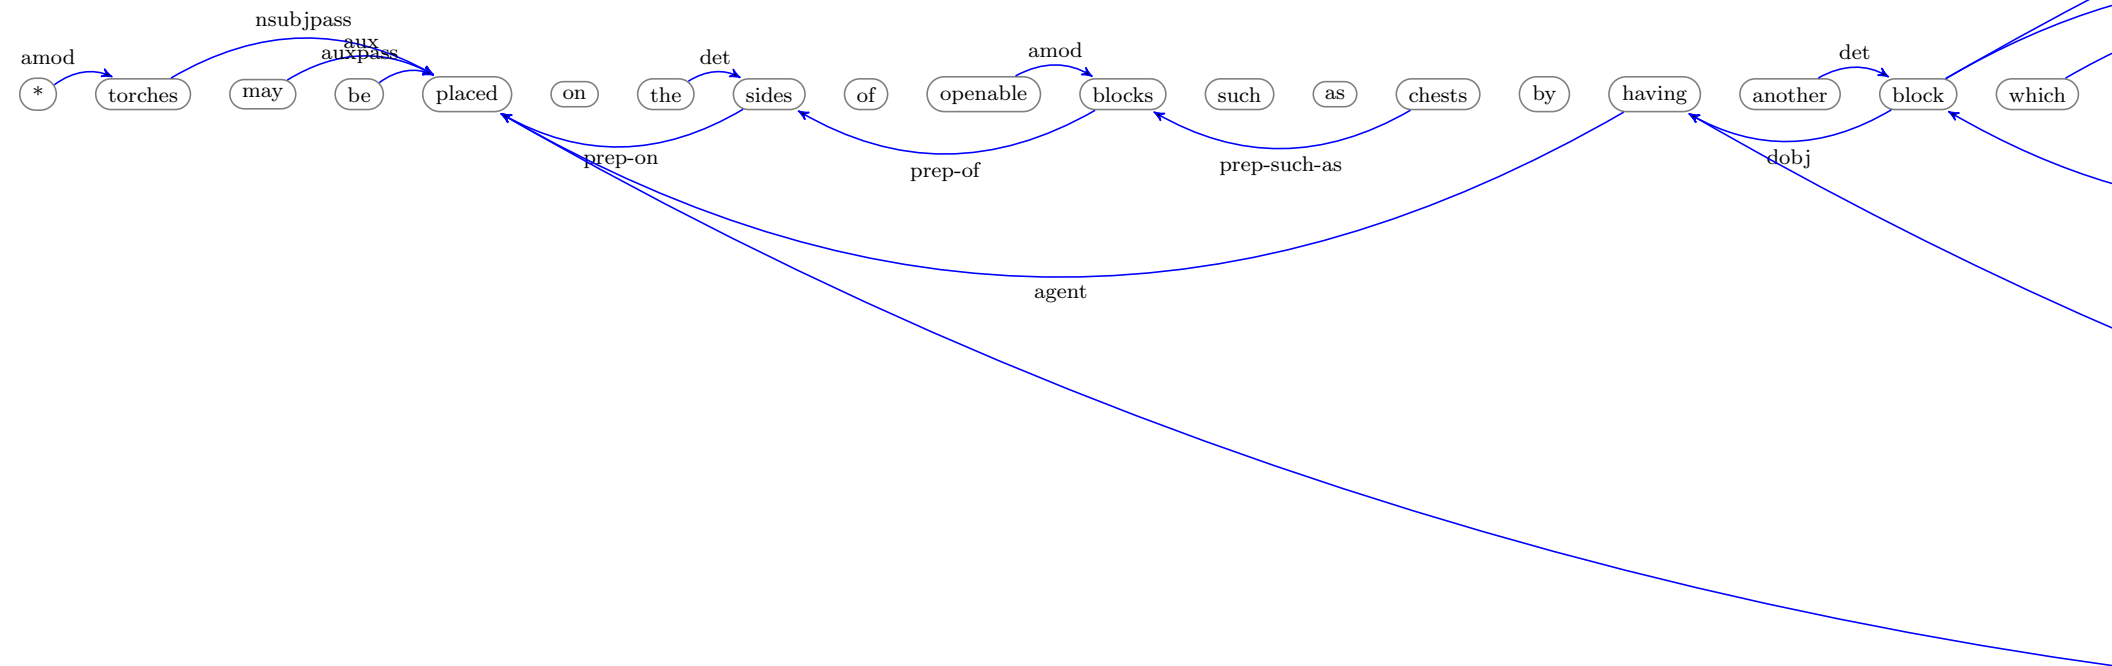 nsubjpass
aux
amod auxpass det amod det
* torches may be placed on the sides of openable blocks such as chests by having another block which
prep-on prep-of prep-such-as dobj
agent